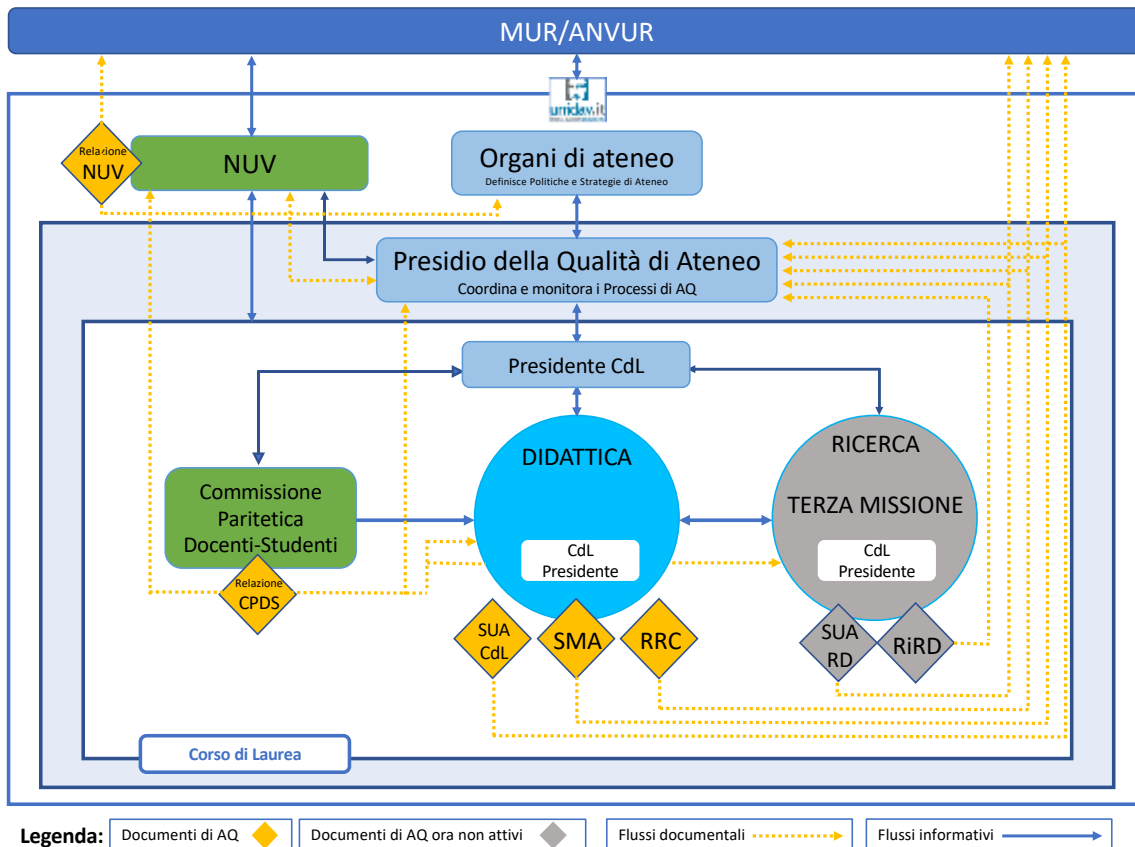 MUR/ANVUR
Relazione
NUV
NUV
Organi di ateneo
Definisce Politiche e Strategie di Ateneo
Presidio della Qualità di Ateneo
Coordina e monitora i Processi di AQ
Presidente CdL
DIDATTICA
RICERCA
TERZA MISSIONE
Commissione
Paritetica
Docenti-Studenti
CdL
Presidente
CdL
Presidente
Relazione
CPDS
SUA
CdL
SMA
RRC
SUA
RD
RiRD
Corso di Laurea
Legenda:
Documenti di AQ
Documenti di AQ ora non attivi
Flussi documentali
Flussi informativi